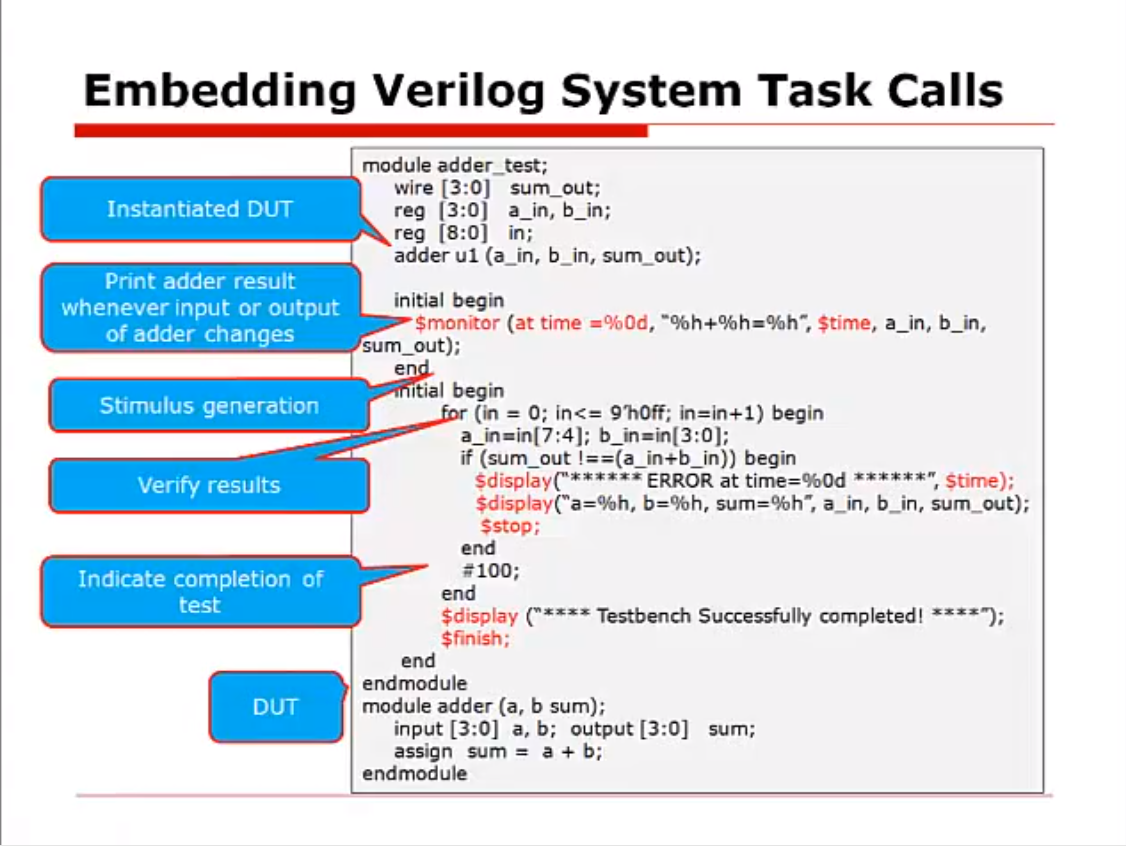 Embedding Verilog System Task Calls
Instantiated DUT
Print adder result
whenever input or output
of adder changes
Stimulus generation
Verify results
Indicate completion of
test
DUT
module adder_test;
wire [3:0] sum_out;
reg [3:0] a_in, b_in;
reg [8:0] in;
adder u1 (a_in, b_in, sum_out);
initial begin
$monitor (at time =%0d, “%h+%h=%h”, $time, a_in, b_in,
sum_out);
end
initial begin
for (in = 0; in<= 9’h0ff; in=in+1) begin
a_in=in[7:4]; b_in=in[3:0];
if (sum_out !==(a_in+b_in)) begin
$display(“****** ERROR at time=%0d ******”, $time);
$display(“a=%h, b=%h, sum=%h”, a_in, b_in, sum_out);
$stop;
end
#100;
end
$display (“**** Testbench Successfully completed! ****”);
$finish;
end
endmodule
module adder (a, b sum);
input [3:0] a, b; output [3:0] sum;
assign sum = a + b;
endmodule